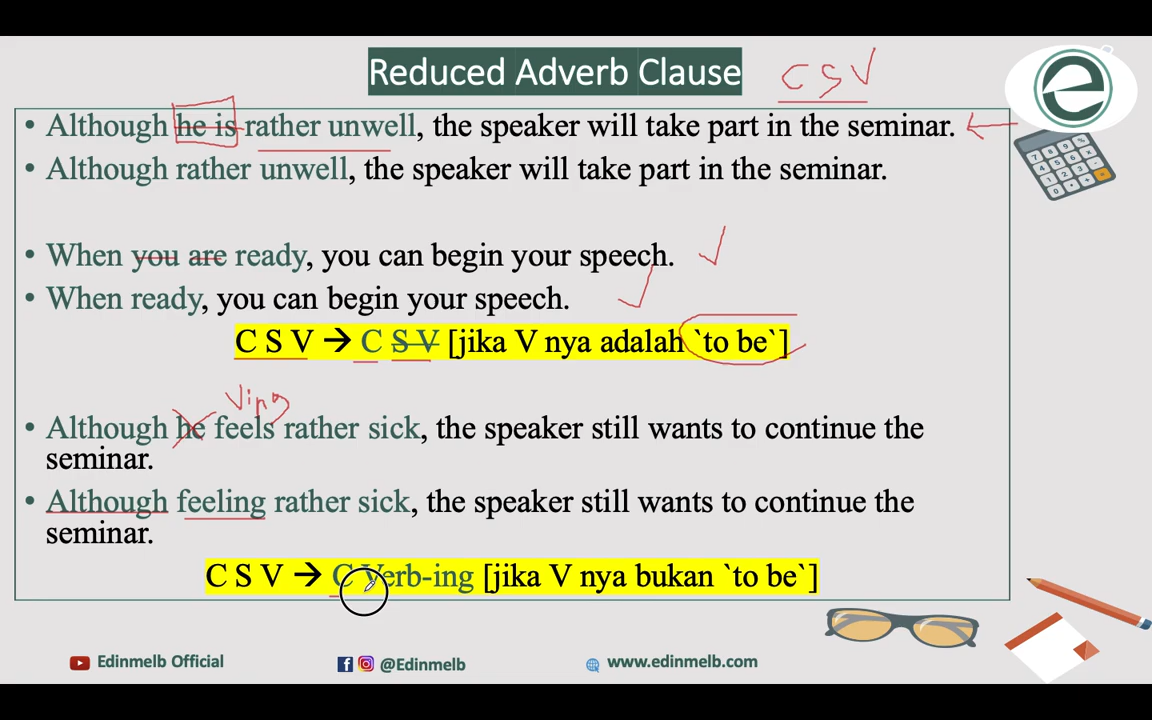 Reduced Adverb Clause
CSV
• Although he is rather unwell, the speaker will take part in the seminar.
• Although rather unwell, the speaker will take part in the seminar.
• When you are ready, you can begin your speech.
• When ready, you can begin your speech.
C S V → C S V [jika V nya adalah `to be`]
Ving
• Although he feels rather sick, the speaker still wants to continue the
seminar.
• Although feeling rather sick, the speaker still wants to continue the
seminar.
C S V → C Verb-ing [jika V nya bukan `to be`]
Edinmelb Official
@Edinmelb
www.edinmelb.com